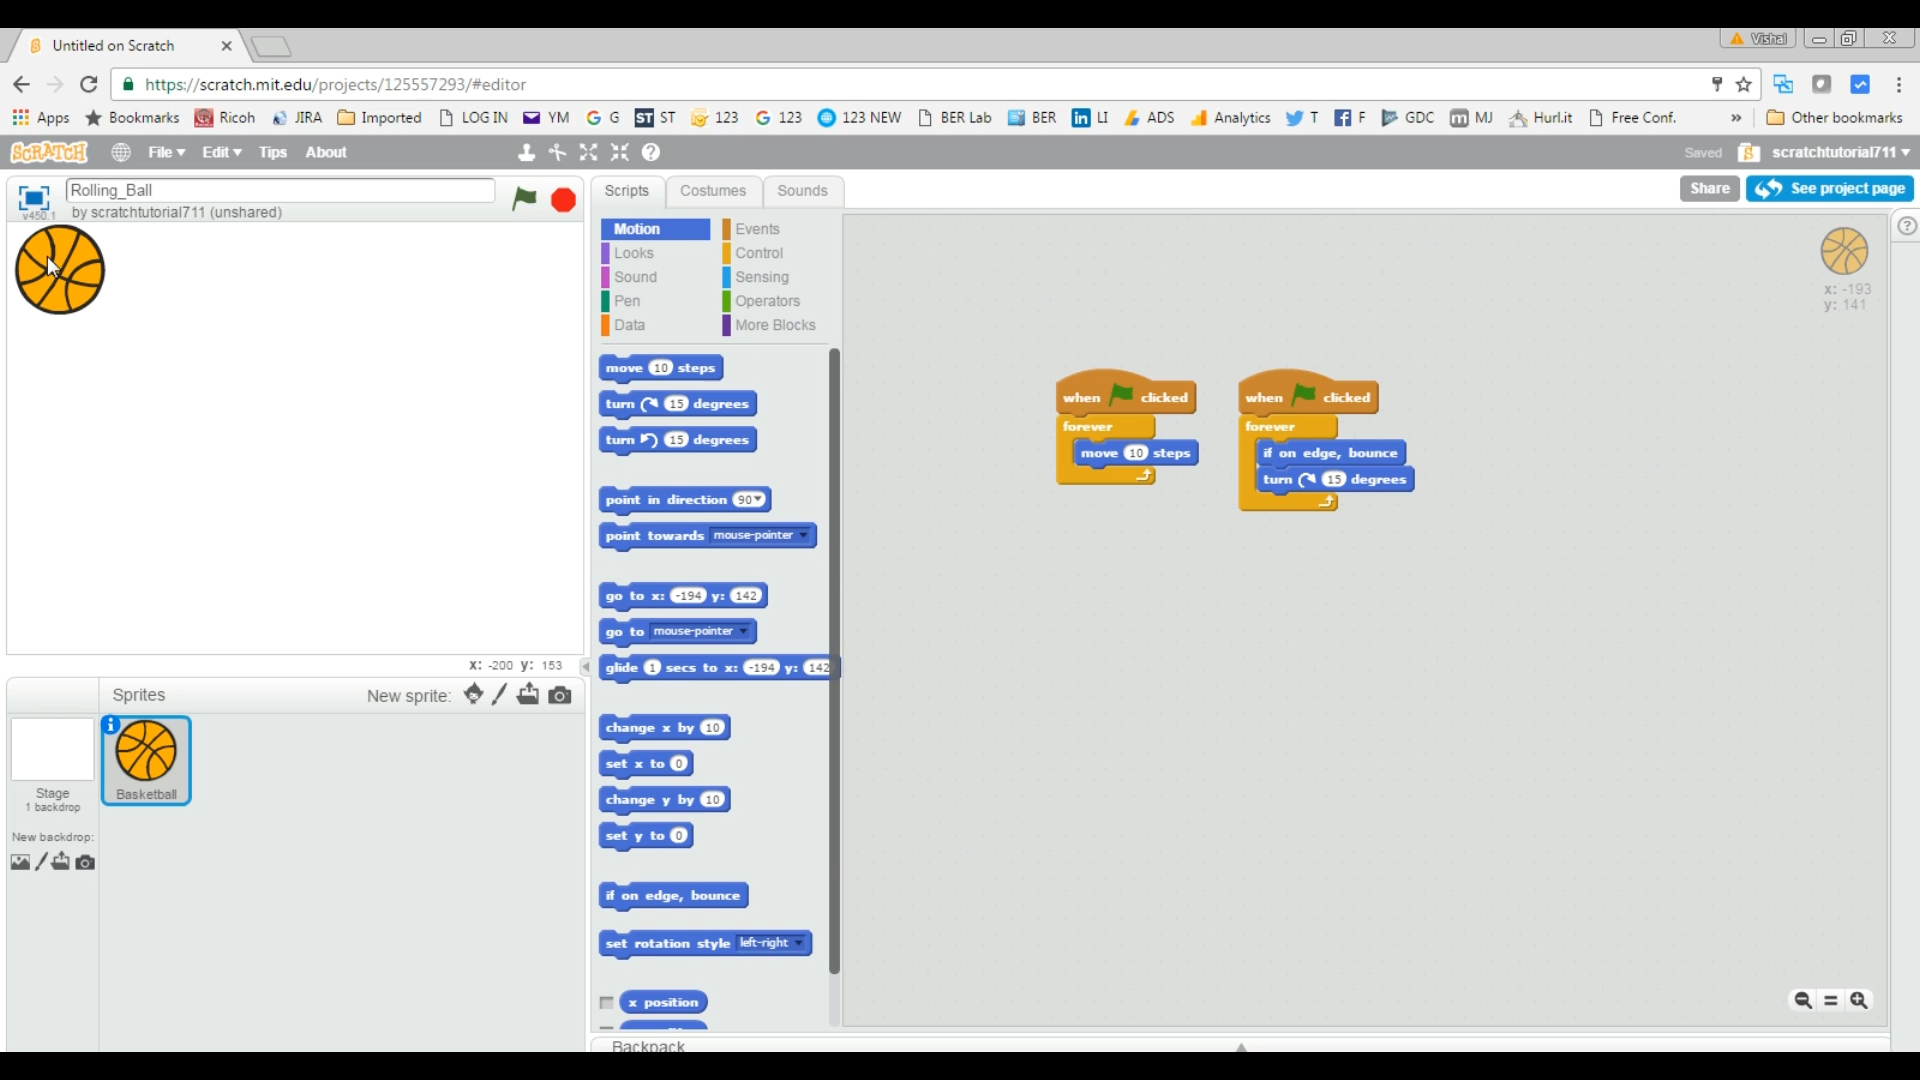 Untitled on Scratch
Vishal
https://scratch.mit.edu/projects/125557293/#editor
Apps Bookmarks Ricoh JIRA Imported LOG IN YM G G ST ST 123 G 123 123 NEW BER Lab BER in LI ADS Analytics T F GDC m MJ Hurl.it Free Conf. » Other bookmarks
SCRATCH File Edit Tips About Saved scratchtutorial711
v450.1
Rolling_Ball
by scratchtutorial711 (unshared)
Scripts Costumes Sounds
Share See project page
Motion Events
Looks Control
Sound Sensing
Pen Operators
Data More Blocks
x: -193
y: 141
move 10 steps
turn 15 degrees
turn 15 degrees
point in direction 90
point towards mouse-pointer
go to x: -194 y: 142
go to mouse-pointer
glide 1 secs to x: -194 y: 142
change x by 10
set x to 0
change y by 10
set y to 0
if on edge, bounce
set rotation style left-right
x position
when clicked
forever
move 10 steps
when clicked
forever
if on edge, bounce
turn 15 degrees
x: -200 y: 153
Sprites New sprite:
Stage
1 backdrop
New backdrop:
Basketball
Backpack